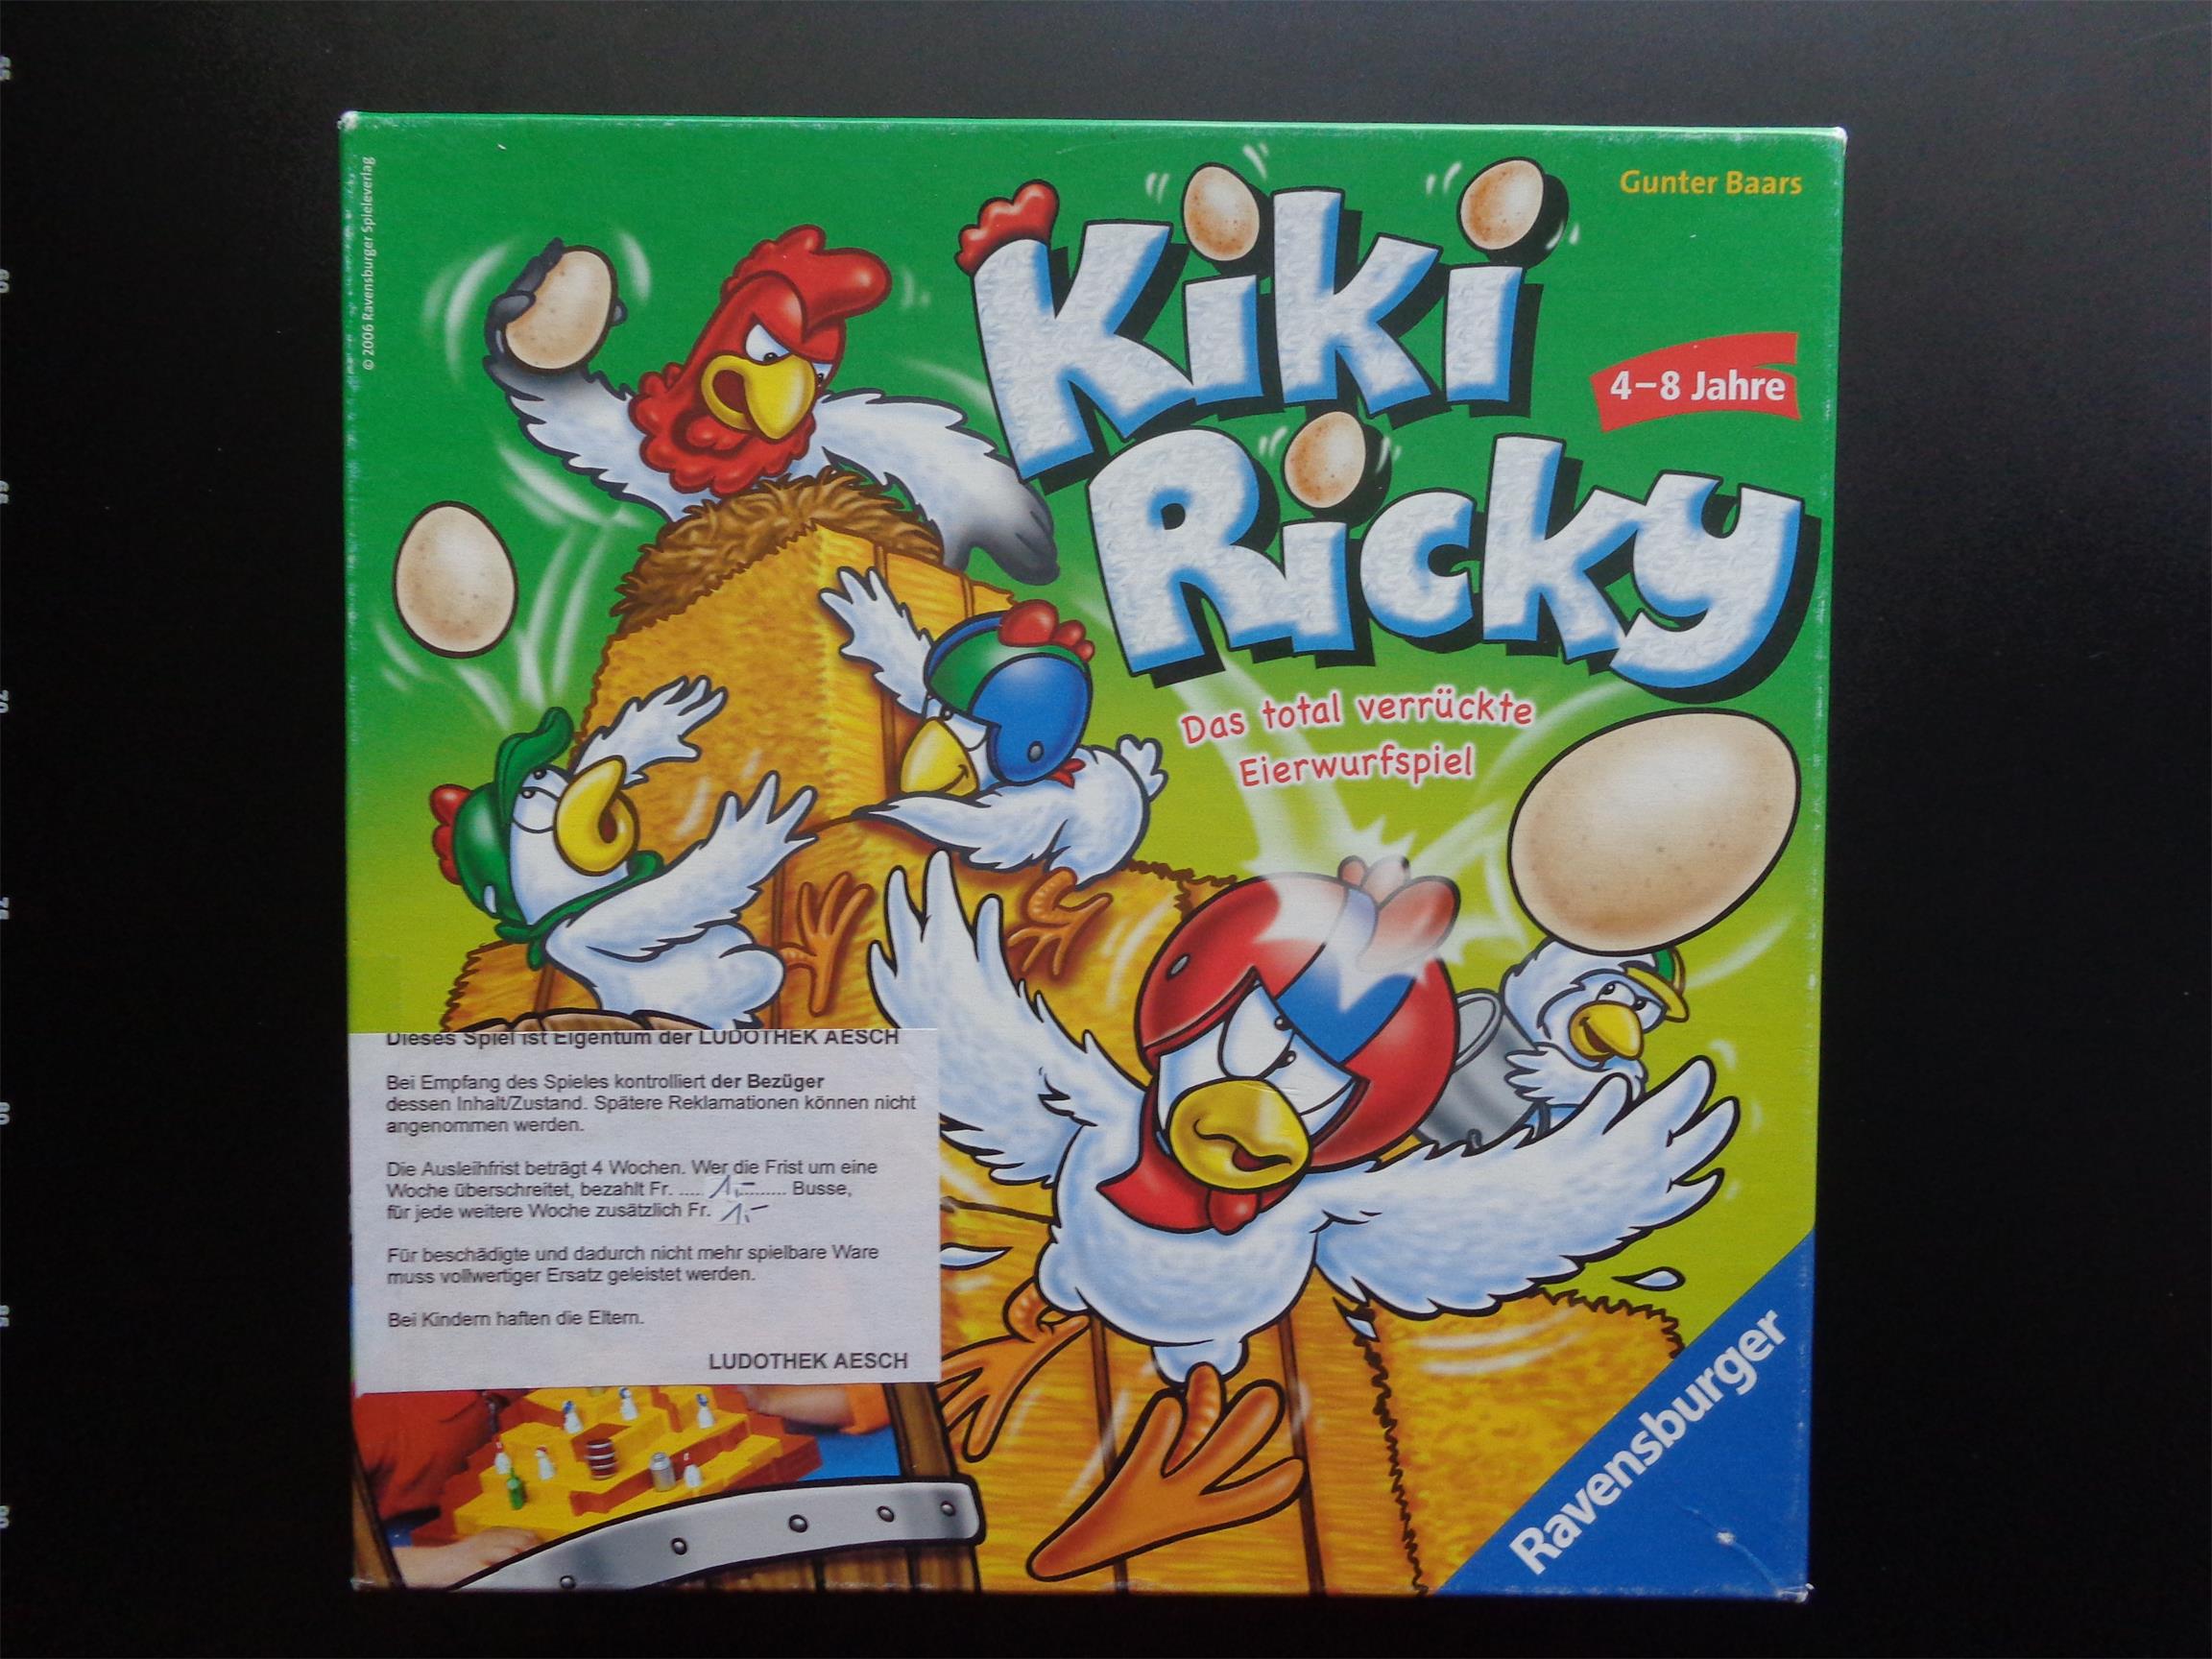 © 2006 Ravensburger Spieleverlag
Gunter Baars
Kiki
Ricky
4–8 Jahre
Das total verrückte
Eierwurfspiel
Dieses Spiel ist Eigentum der LUDOTHEK AESCH
Bei Empfang des Spieles kontrolliert der Bezüger
dessen Inhalt/Zustand. Spätere Reklamationen können nicht
angenommen werden.
Die Ausleihfrist beträgt 4 Wochen. Wer die Frist um eine
Woche überschreitet, bezahlt Fr. ..... 1.- ......... Busse,
für jede weitere Woche zusätzlich Fr. 1.-
Für beschädigte und dadurch nicht mehr spielbare Ware
muss vollwertiger Ersatz geleistet werden.
Bei Kindern haften die Eltern.
LUDOTHEK AESCH
Ravensburger